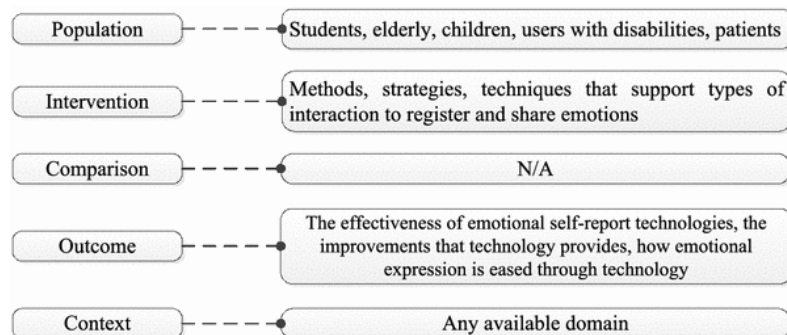 Population
Students, elderly, children, users with disabilities, patients
Intervention
Methods, strategies, techniques that support types of
interaction to register and share emotions
Comparison
N/A
Outcome
The effectiveness of emotional self-report technologies, the
improvements that technology provides, how emotional
expression is eased through technology
Context
Any available domain